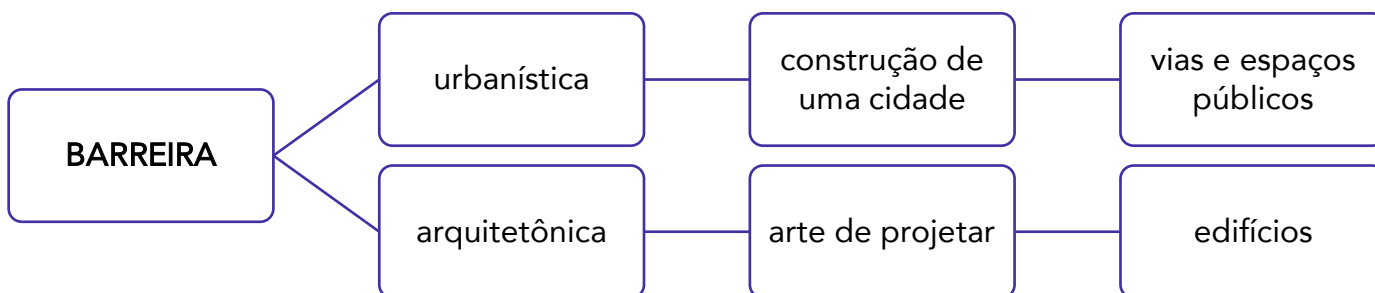 BARREIRA
urbanística
construção de
uma cidade
vias e espaços
públicos
arquitetônica
arte de projetar
edifícios